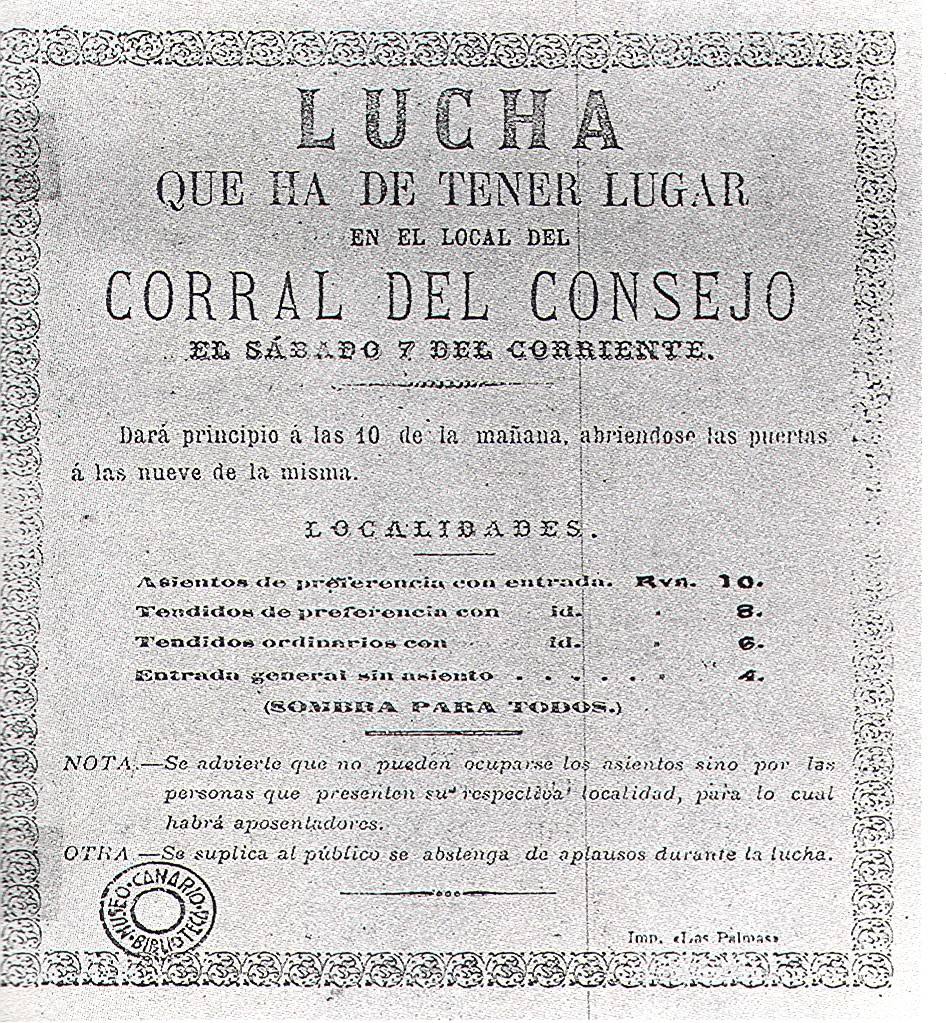 LUCHA
QUE HA DE TENER LUGAR
EN EL LOCAL DEL
CORRAL DEL CONSEJO
EL SÁBADO 7 DEL CORRIENTE.
Dará principio á las 10 de la mañana, abriendose las puertas
á las nueve de la misma.
LOCALIDADES.
Asientos de preferencia con entrada. Rvn. 10.
Tendidos de preferencia con id. . 8.
Tendidos ordinarios con id. . 6.
Entrada general sin asiento . . . . . . 4.
(SOMBRA PARA TODOS.)
NOTA.—Se advierte que no pueden ocuparse los asientos sino por las
personas que presenten su respectiva localidad, para lo cual
habrá aposentadores.
OTRA.—Se suplica al público se abstenga de aplausos durante la lucha.
MUSEO·CANARIO·BIBLIOTECA·
Imp. «Las Palmas»